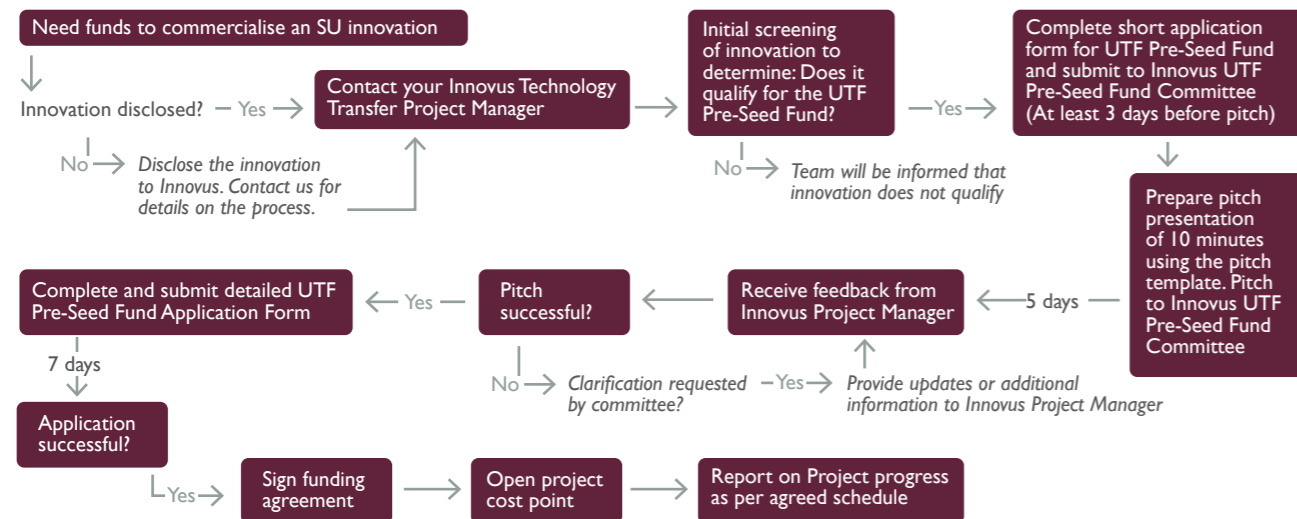 Need funds to commercialise an SU innovation
Innovation disclosed?
Yes
No
Disclose the innovation
to Innovus. Contact us for
details on the process.
Contact your Innovus Technology
Transfer Project Manager
Initial screening
of innovation to
determine: Does it
qualify for the UTF
Pre-Seed Fund?
Yes
No
Team will be informed that
innovation does not qualify
Complete short application
form for UTF Pre-Seed Fund
and submit to Innovus UTF
Pre-Seed Fund Committee
(At least 3 days before pitch)
Prepare pitch
presentation
of 10 minutes
using the pitch
template. Pitch
to Innovus UTF
Pre-Seed Fund
Committee
5 days
Receive feedback from
Innovus Project Manager
Pitch
successful?
No
Clarification requested
by committee?
Yes
Provide updates or additional
information to Innovus Project Manager
Yes
Complete and submit detailed UTF
Pre-Seed Fund Application Form
7 days
Application
successful?
Yes
Sign funding
agreement
Open project
cost point
Report on Project progress
as per agreed schedule